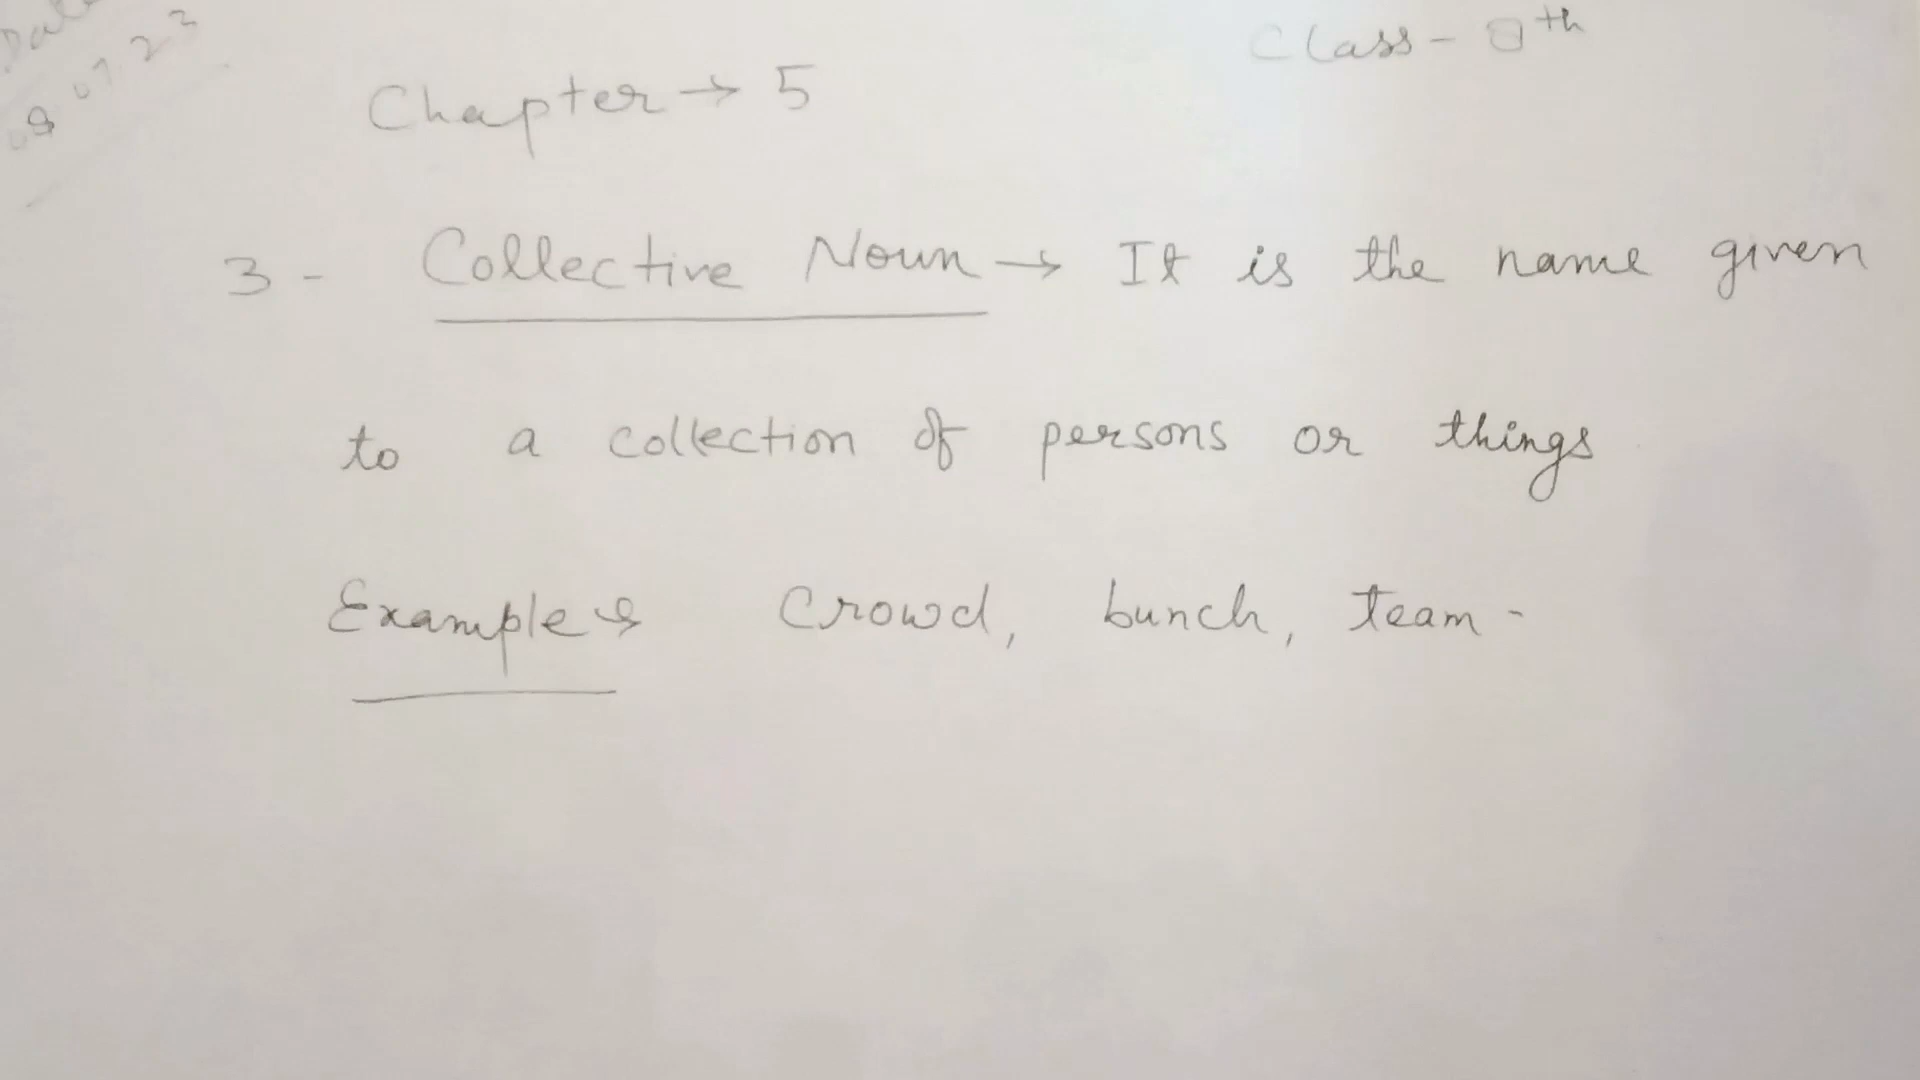 Class - 8th
Chapter → 5
3 - Collective Noun → It is the name given
to a collection of persons or things
Example → Crowd, bunch, team -